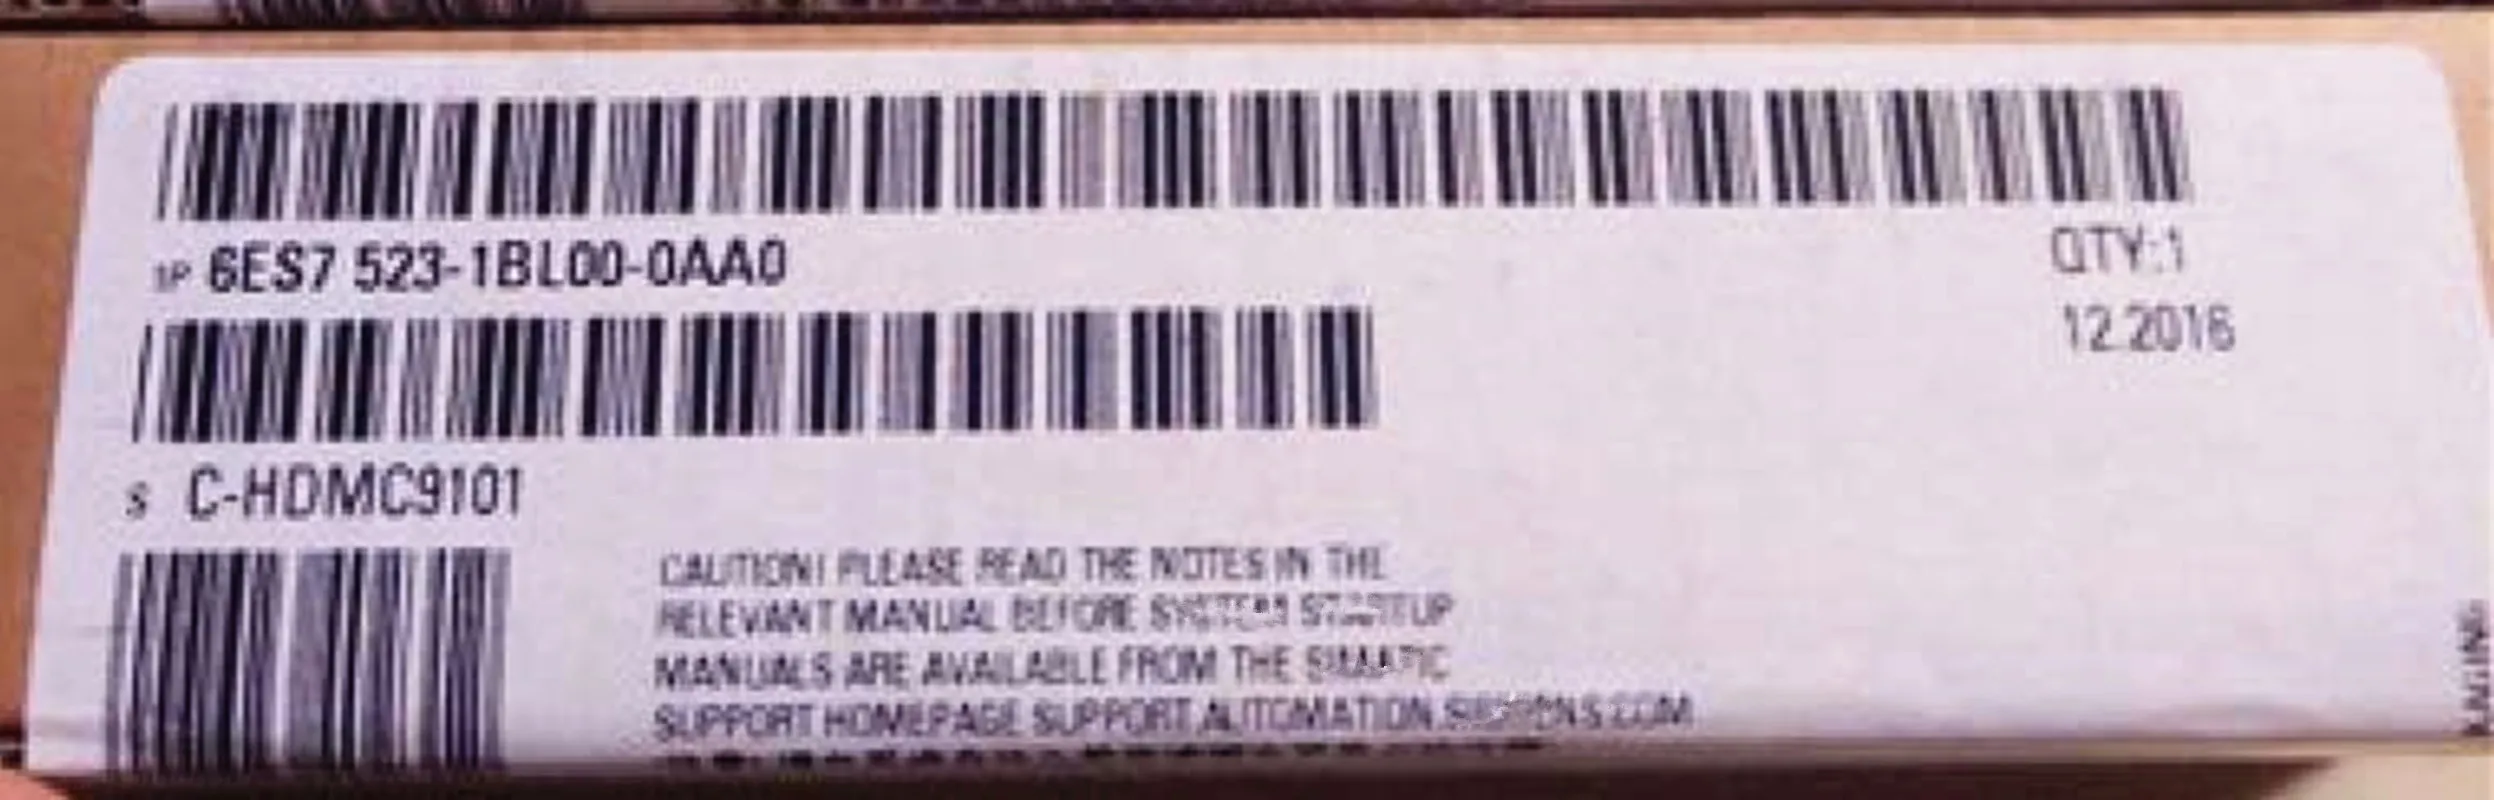 1P 6ES7 523-1BL00-0AA0
QTY:1
12.2016
S C-HDMC9101
CAUTION! PLEASE READ THE NOTES IN THE
RELEVANT MANUAL BEFORE SYSTEM STARTUP
MANUALS ARE AVAILABLE FROM THE SIMATIC
SUPPORT HOMEPAGE SUPPORT.AUTOMATION.SIEMENS.COM